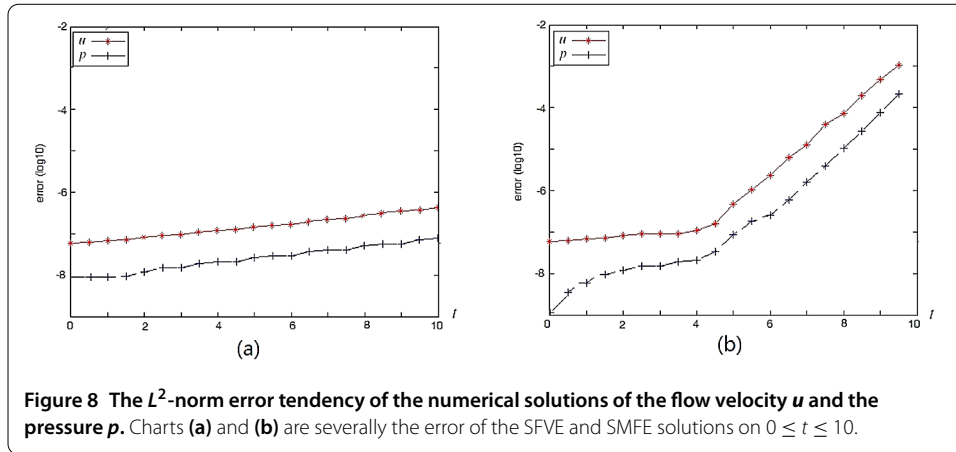 -2
u
p
-4
error (log10)
-6
-8
0 2 4 6 8 10 t
(a)
-2
u
p
-4
error (log10)
-6
-8
0 2 4 6 8 10 t
(b)
Figure 8 The L²-norm error tendency of the numerical solutions of the flow velocity u and the
pressure p. Charts (a) and (b) are severally the error of the SFVE and SMFE solutions on 0 ≤ t ≤ 10.